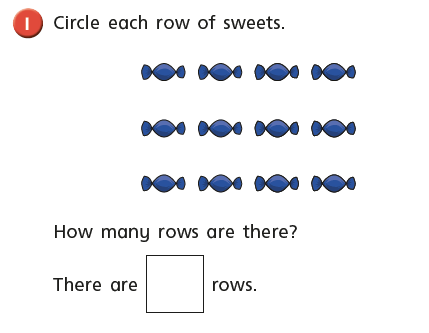 1 Circle each row of sweets.
How many rows are there?
There are rows.